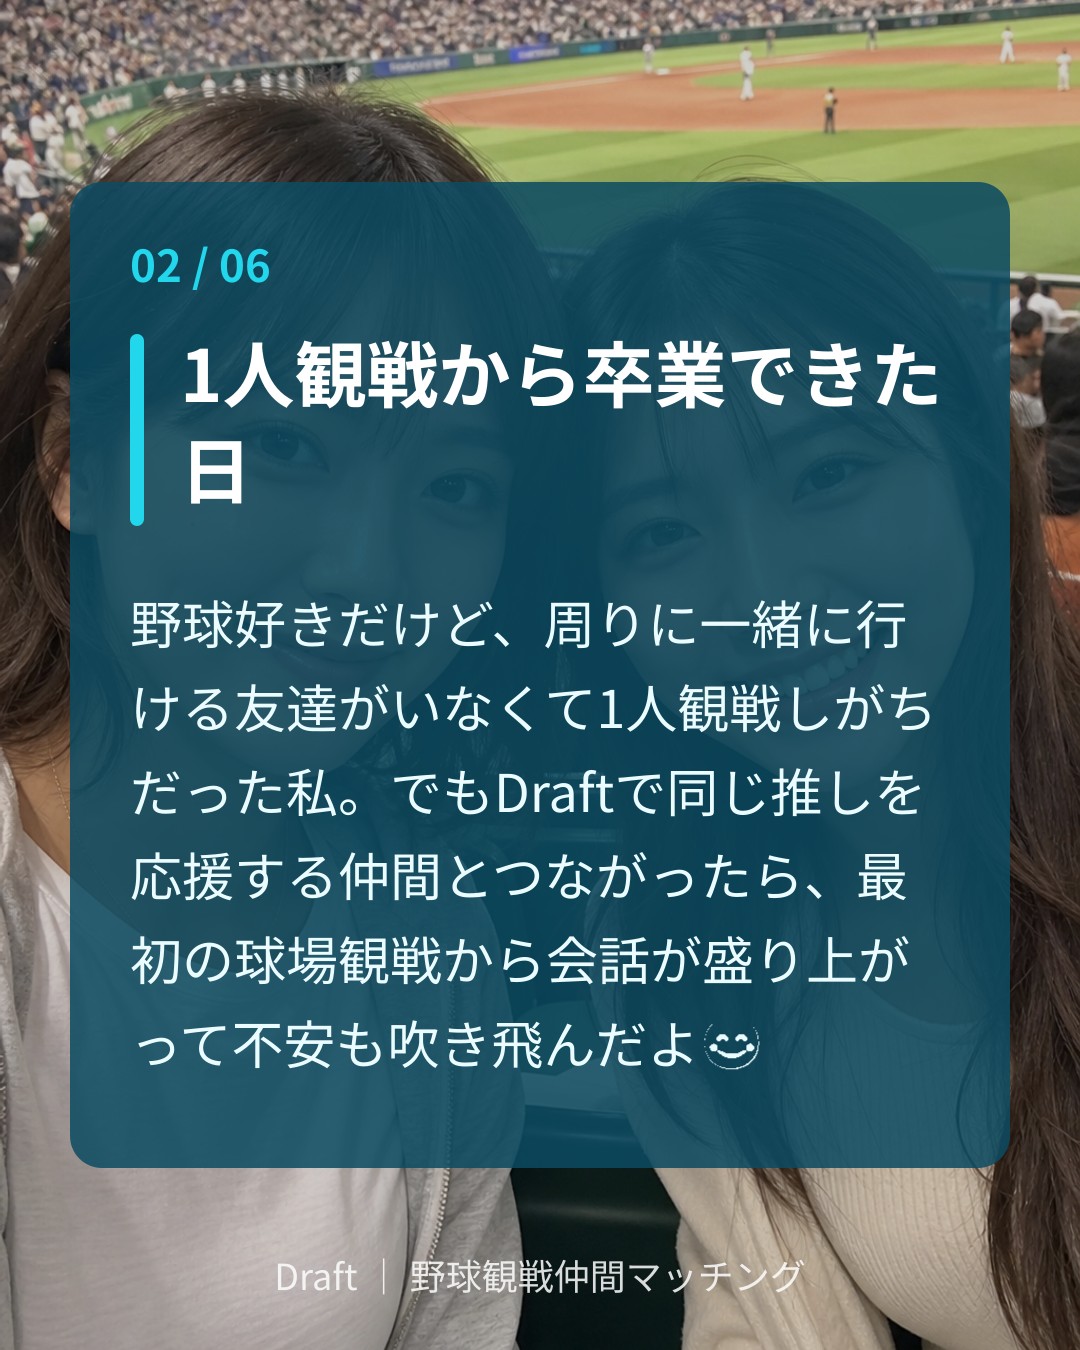 02 / 06
1人観戦から卒業できた
日
野球好きだけど、周りに一緒に行
ける友達がいなくて1人観戦しがち
だった私。でもDraftで同じ推しを
応援する仲間とつながったら、最
初の球場観戦から会話が盛り上が
って不安も吹き飛んだよ😊
Draft｜野球観戦仲間マッチング